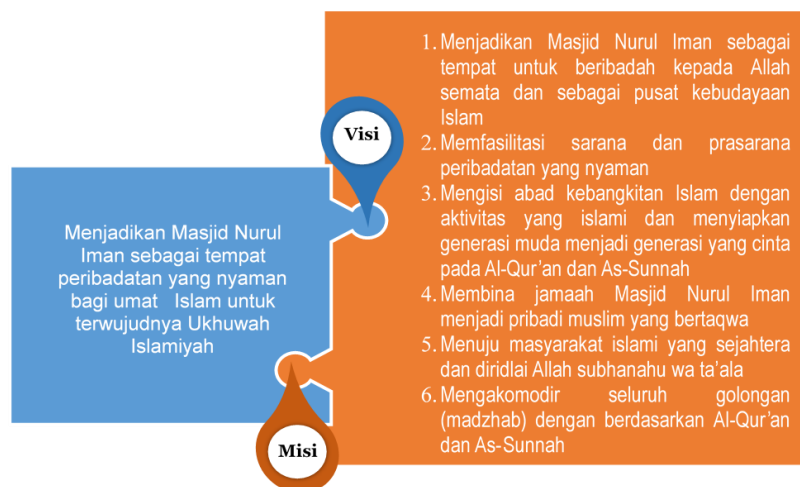 Visi
Menjadikan Masjid Nurul
Iman sebagai tempat
peribadatan yang nyaman
bagi umat Islam untuk
terwujudnya Ukhuwah
Islamiyah
Misi
1. Menjadikan Masjid Nurul Iman sebagai
tempat untuk beribadah kepada Allah
semata dan sebagai pusat kebudayaan
Islam
2. Memfasilitasi sarana dan prasarana
peribadatan yang nyaman
3. Mengisi abad kebangkitan Islam dengan
aktivitas yang islami dan menyiapkan
generasi muda menjadi generasi yang cinta
pada Al-Qur'an dan As-Sunnah
4. Membina jamaah Masjid Nurul Iman
menjadi pribadi muslim yang bertaqwa
5. Menuju masyarakat islami yang sejahtera
dan diridlai Allah subhanahu wa ta'ala
6. Mengakomodir seluruh golongan
(madzhab) dengan berdasarkan Al-Qur'an
dan As-Sunnah